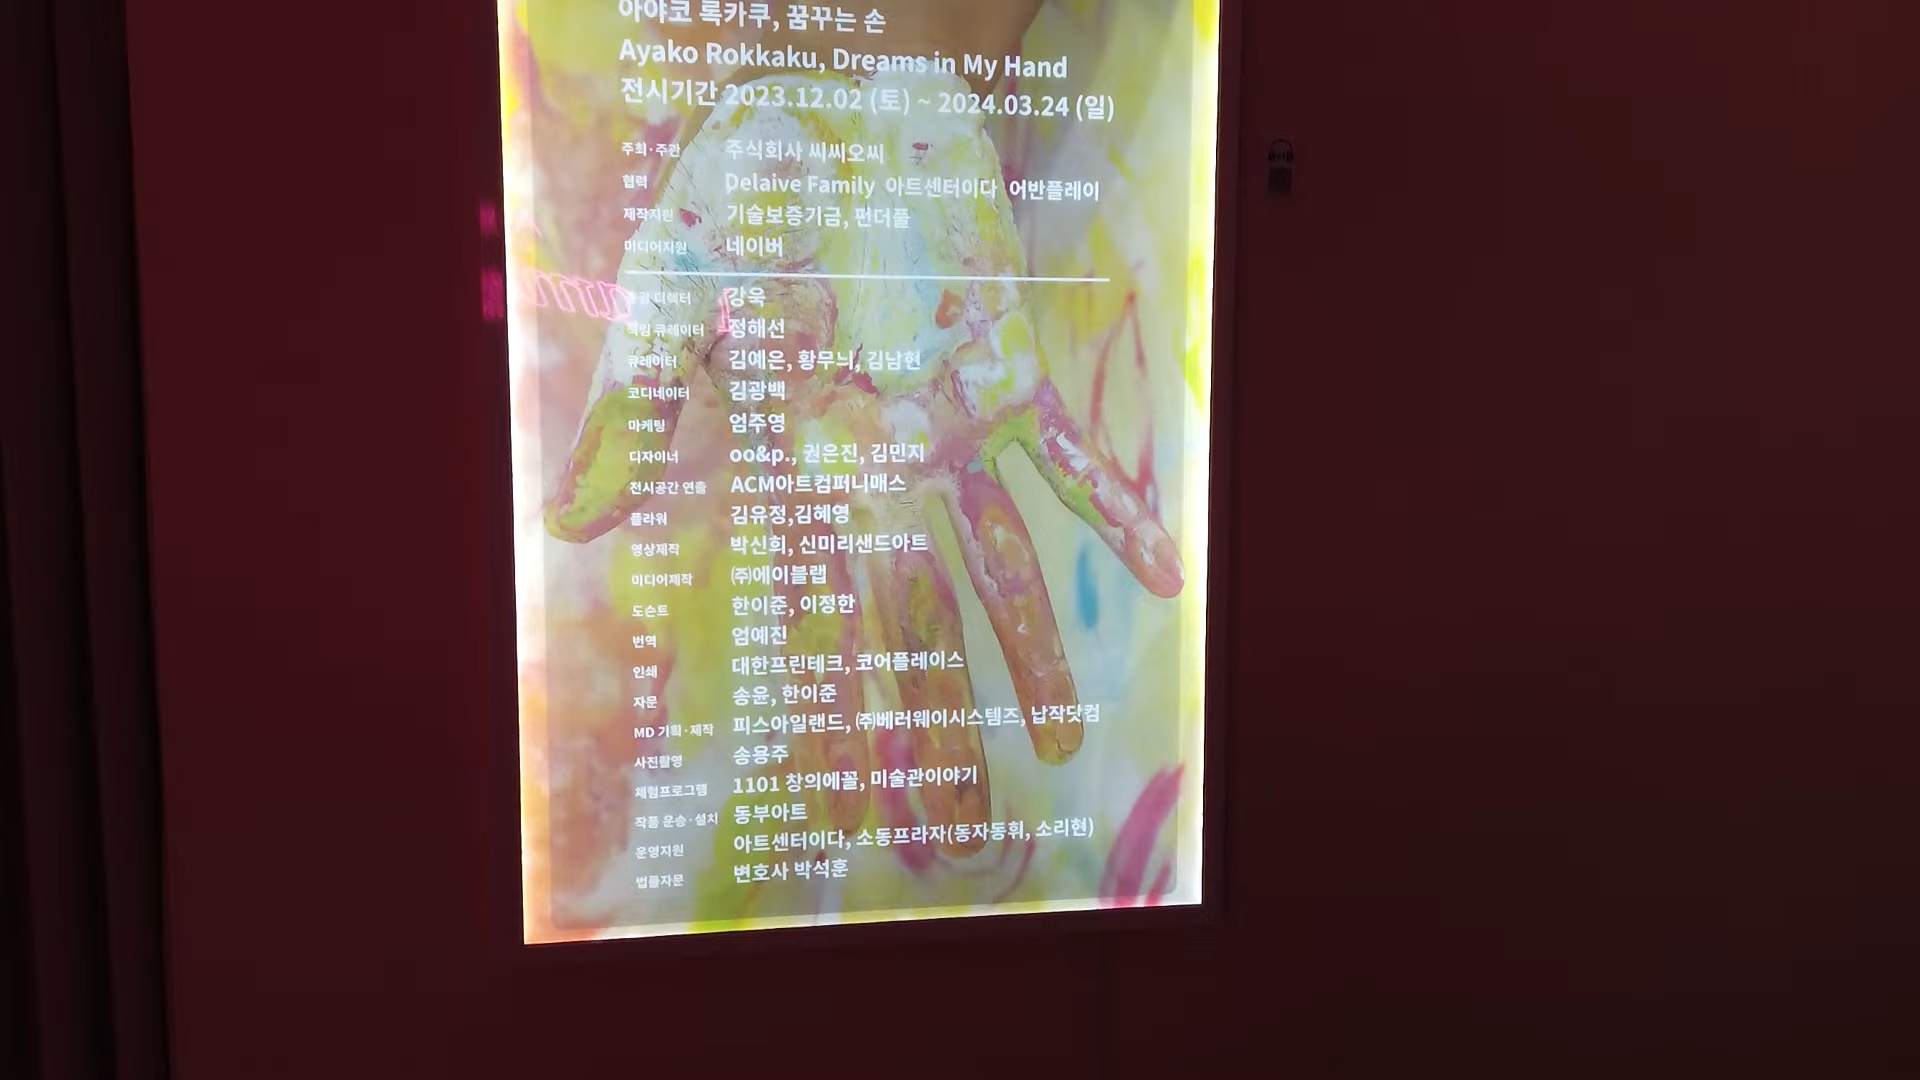 아야코 록카쿠, 꿈꾸는 손
Ayako Rokkaku, Dreams in My Hand
전시기간 2023.12.02 (토) ~ 2024.03.24 (일)
주최·주관 주식회사 씨씨오씨
협력 Delaive Family 아트센터이다 어반플레이
제작지원 기술보증기금, 펀더풀
미디어지원 네이버
총괄 디렉터 강욱
책임 큐레이터 정해선
큐레이터 김예은, 황무늬, 김남현
코디네이터 김광백
마케팅 엄주영
디자이너 oo&p., 권은진, 김민지
전시공간 연출 ACM아트컴퍼니매스
플라워 김유정,김혜영
영상제작 박신희, 신미리샌드아트
미디어제작 ㈜에이블랩
도슨트 한이준, 이정한
번역 엄예진
인쇄 대한프린테크, 코어플레이스
자문 송윤, 한이준
MD 기획·제작 피스아일랜드, ㈜베러웨이시스템즈, 납작닷컴
사진촬영 송용주
체험프로그램 1101 창의에꼴, 미술관이야기
작품 운송·설치 동부아트
운영지원 아트센터이다, 소동프라자(동자동휘, 소리현)
법률자문 변호사 박석훈